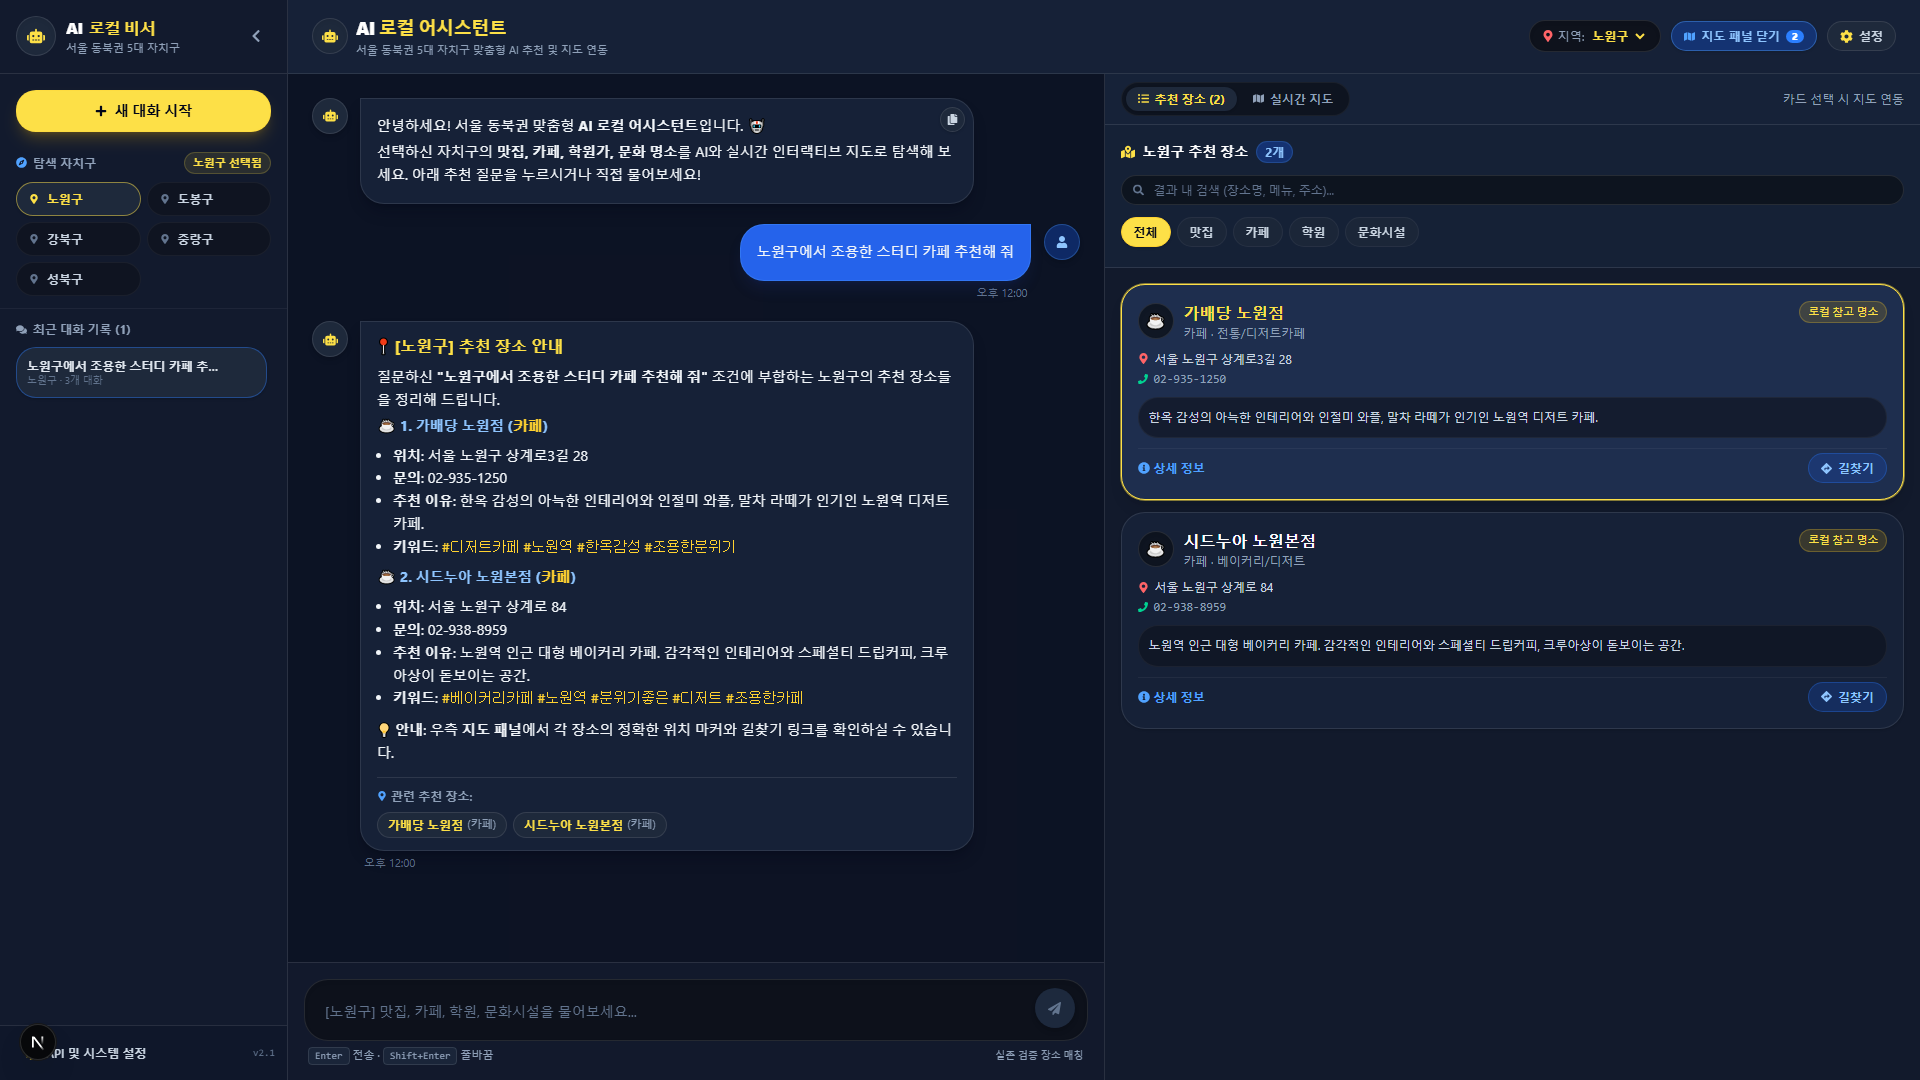 AI 로컬 비서
서울 동북권 5대 자치구
+ 새 대화 시작
탐색 자치구
노원구 선택됨
노원구
도봉구
강북구
중랑구
성북구
최근 대화 기록 (1)
노원구에서 조용한 스터디 카페 추...
노원구 · 3개 대화
N
API 및 시스템 설정
v2.1
AI 로컬 어시스턴트
서울 동북권 5대 자치구 맞춤형 AI 추천 및 지도 연동
지역: 노원구
지도 패널 닫기 2
설정
안녕하세요! 서울 동북권 맞춤형 AI 로컬 어시스턴트입니다.
선택하신 자치구의 맛집, 카페, 학원가, 문화 명소를 AI와 실시간 인터랙티브 지도로 탐색해 보
세요. 아래 추천 질문을 누르시거나 직접 물어보세요!
노원구에서 조용한 스터디 카페 추천해 줘
오후 12:00
[노원구] 추천 장소 안내
질문하신 "노원구에서 조용한 스터디 카페 추천해 줘" 조건에 부합하는 노원구의 추천 장소들
을 정리해 드립니다.
1. 가배당 노원점 (카페)
위치: 서울 노원구 상계로3길 28
문의: 02-935-1250
추천 이유: 한옥 감성의 아늑한 인테리어와 인절미 와플, 말차 라떼가 인기인 노원역 디저트
카페.
키워드: #디저트카페 #노원역 #한옥감성 #조용한분위기
2. 시드누아 노원본점 (카페)
위치: 서울 노원구 상계로 84
문의: 02-938-8959
추천 이유: 노원역 인근 대형 베이커리 카페. 감각적인 인테리어와 스페셜티 드립커피, 크루
아상이 돋보이는 공간.
키워드: #베이커리카페 #노원역 #분위기좋은 #디저트 #조용한카페
안내: 우측 지도 패널에서 각 장소의 정확한 위치 마커와 길찾기 링크를 확인하실 수 있습니
다.
관련 추천 장소:
가배당 노원점 (카페)
시드누아 노원본점 (카페)
오후 12:00
[노원구] 맛집, 카페, 학원, 문화시설을 물어보세요...
Enter 전송 · Shift+Enter 줄바꿈
실존 검증 장소 매칭
추천 장소 (2)
실시간 지도
카드 선택 시 지도 연동
노원구 추천 장소 2개
결과 내 검색 (장소명, 메뉴, 주소)...
전체
맛집
카페
학원
문화시설
가배당 노원점
로컬 참고 명소
카페 · 전통/디저트카페
서울 노원구 상계로3길 28
02-935-1250
한옥 감성의 아늑한 인테리어와 인절미 와플, 말차 라떼가 인기인 노원역 디저트 카페.
상세 정보
길찾기
시드누아 노원본점
로컬 참고 명소
카페 · 베이커리/디저트
서울 노원구 상계로 84
02-938-8959
노원역 인근 대형 베이커리 카페. 감각적인 인테리어와 스페셜티 드립커피, 크루아상이 돋보이는 공간.
상세 정보
길찾기